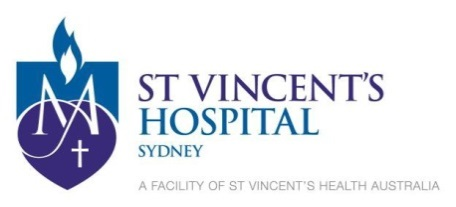 ST VINCENT'S
HOSPITAL
SYDNEY
A FACILITY OF ST VINCENT'S HEALTH AUSTRALIA